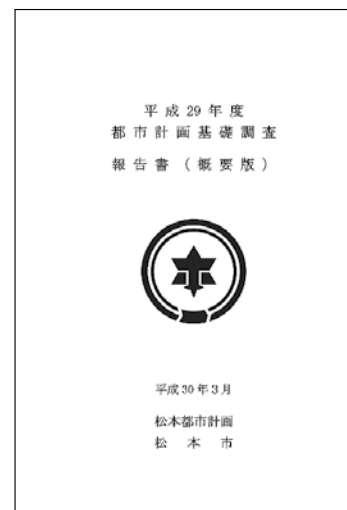 平成29年度
都市計画基礎調査
報告書(概要版)
平成30年3月
松本都市計画
松本市